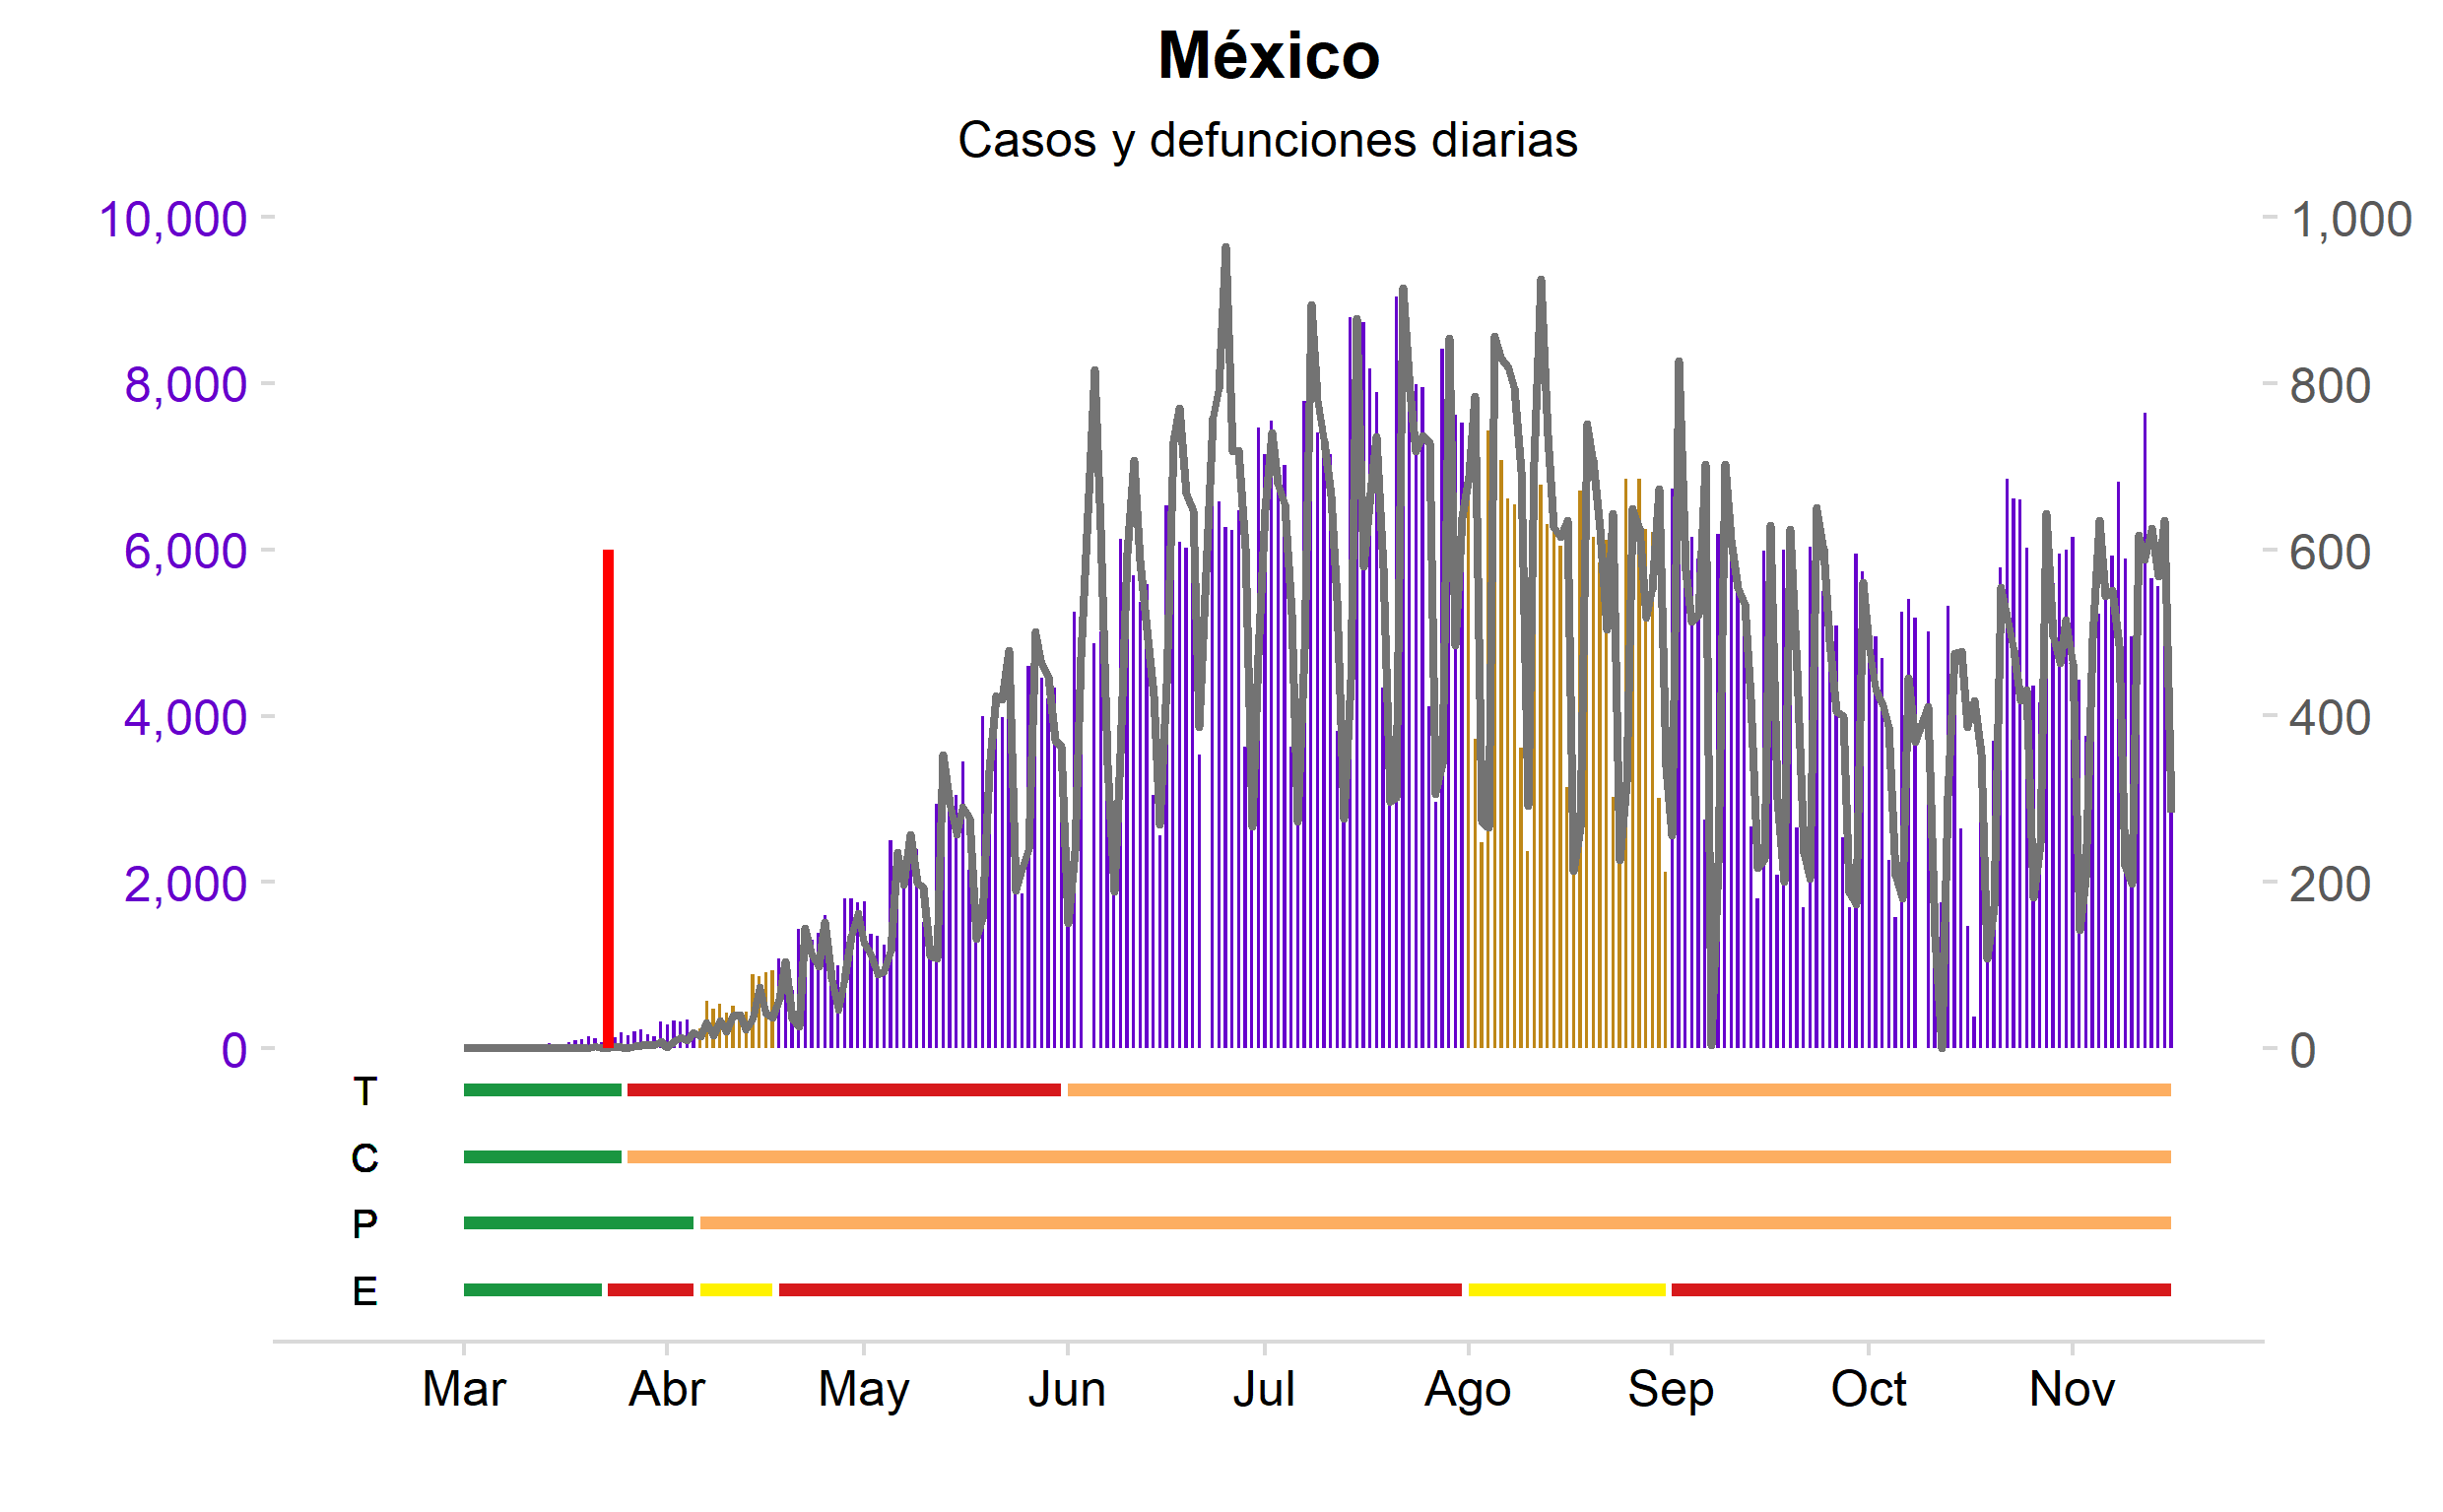 México
Casos y defunciones diarias
10,000 1,000
8,000 800
6,000 600
4,000 400
2,000 200
0 0
T
C
P
E
Mar Abr May Jun Jul Ago Sep Oct Nov